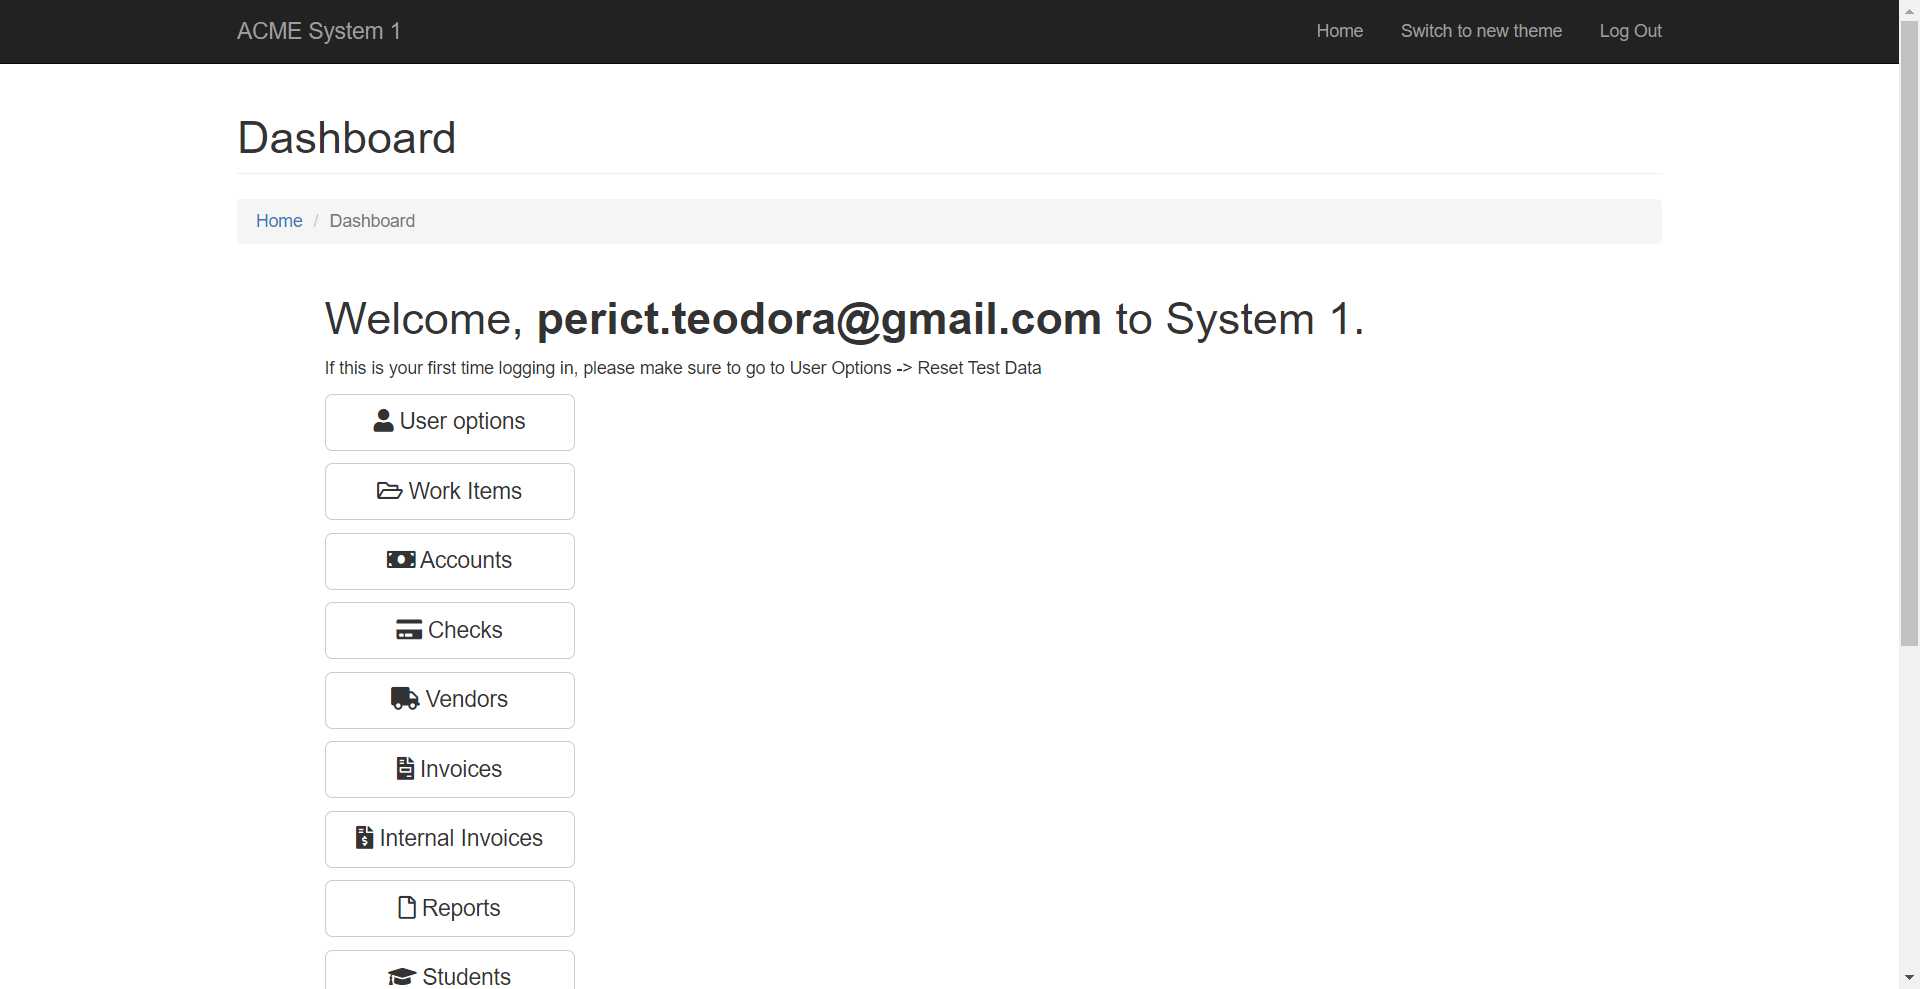 ACME System 1
Home
Switch to new theme
Log Out
Dashboard
Home / Dashboard
Welcome, perict.teodora@gmail.com to System 1.
If this is your first time logging in, please make sure to go to User Options -> Reset Test Data
User options
Work Items
Accounts
Checks
Vendors
Invoices
Internal Invoices
Reports
Students